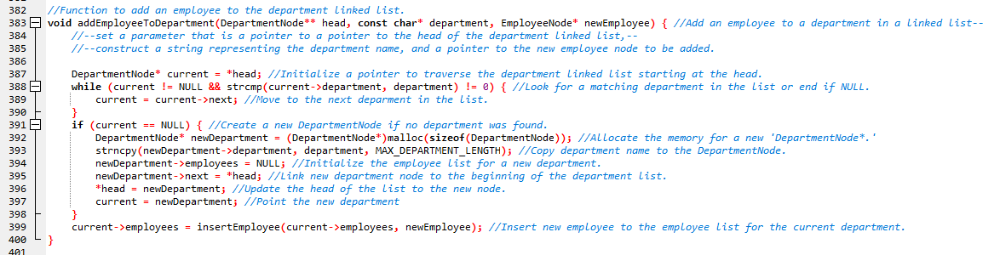 382 //Function to add an employee to the department linked list.
383 void addEmployeeToDepartment(DepartmentNode** head, const char* department, EmployeeNode* newEmployee) { //Add an employee to a department in a linked list--
384 //--set a parameter that is a pointer to a pointer to the head of the department linked list,--
385 //--construct a string representing the department name, and a pointer to the new employee node to be added.
386
387 DepartmentNode* current = *head; //Initialize a pointer to traverse the department linked list starting at the head.
388 while (current != NULL && strcmp(current->department, department) != 0) { //Look for a matching department in the list or end if NULL.
389 current = current->next; //Move to the next deparment in the list.
390 }
391 if (current == NULL) { //Create a new DepartmentNode if no department was found.
392 DepartmentNode* newDepartment = (DepartmentNode*)malloc(sizeof(DepartmentNode)); //Allocate the memory for a new 'DepartmentNode*.'
393 strncpy(newDepartment->department, department, MAX_DEPARTMENT_LENGTH); //Copy department name to the DepartmentNode.
394 newDepartment->employees = NULL; //Initialize the employee list for a new department.
395 newDepartment->next = *head; //Link new department node to the beginning of the department list.
396 *head = newDepartment; //Update the head of the list to the new node.
397 current = newDepartment; //Point the new department
398 }
399 current->employees = insertEmployee(current->employees, newEmployee); //Insert new employee to the employee list for the current department.
400 }
401